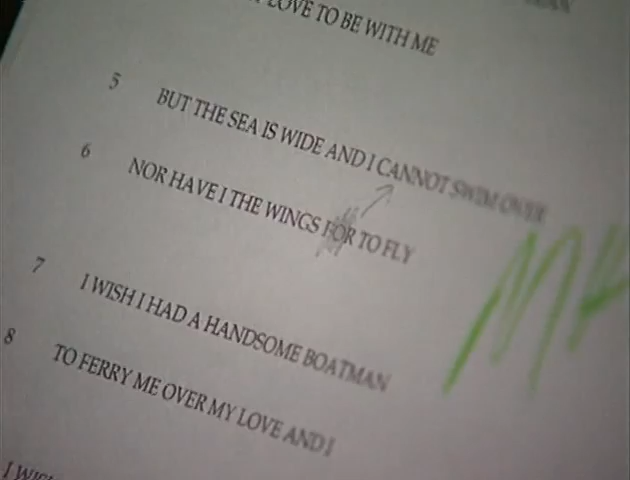 LOVE TO BE WITH ME
5 BUT THE SEA IS WIDE AND I CANNOT SWIM OVER
6 NOR HAVE I THE WINGS FOR TO FLY
7 I WISH I HAD A HANDSOME BOATMAN
8 TO FERRY ME OVER MY LOVE AND I
I WISH